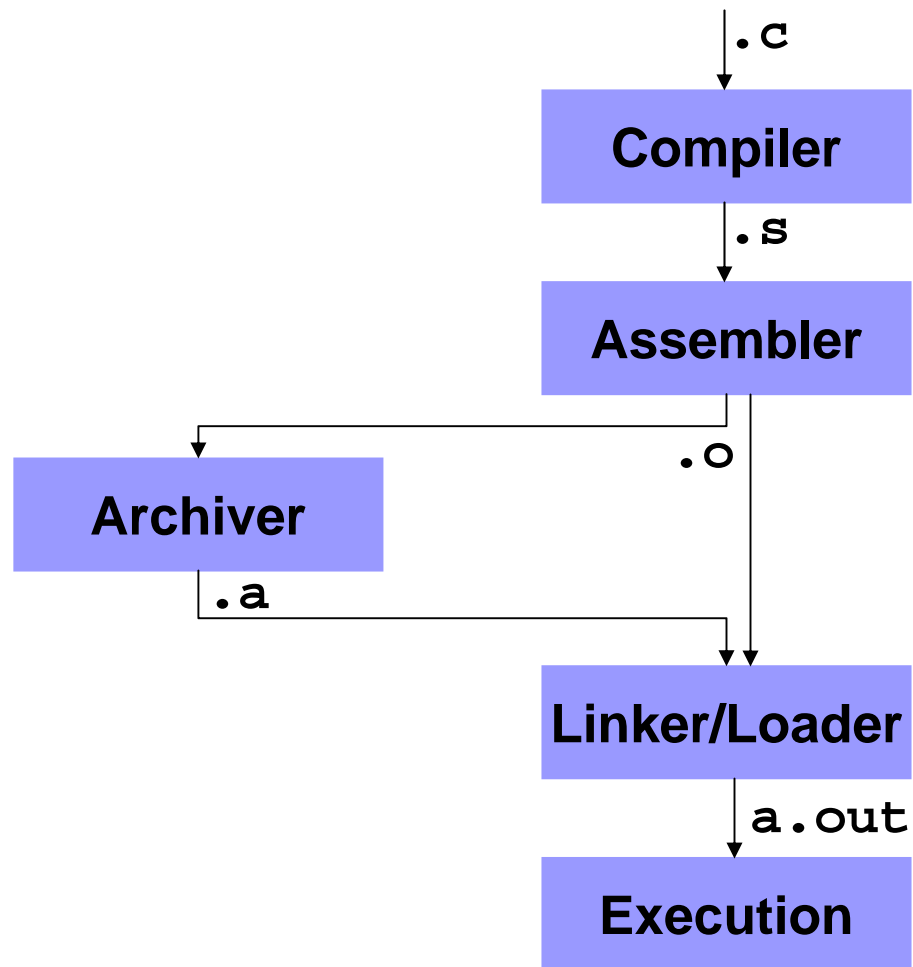 .c
Compiler
.s
Assembler
.o
Archiver
.a
Linker/Loader
a.out
Execution